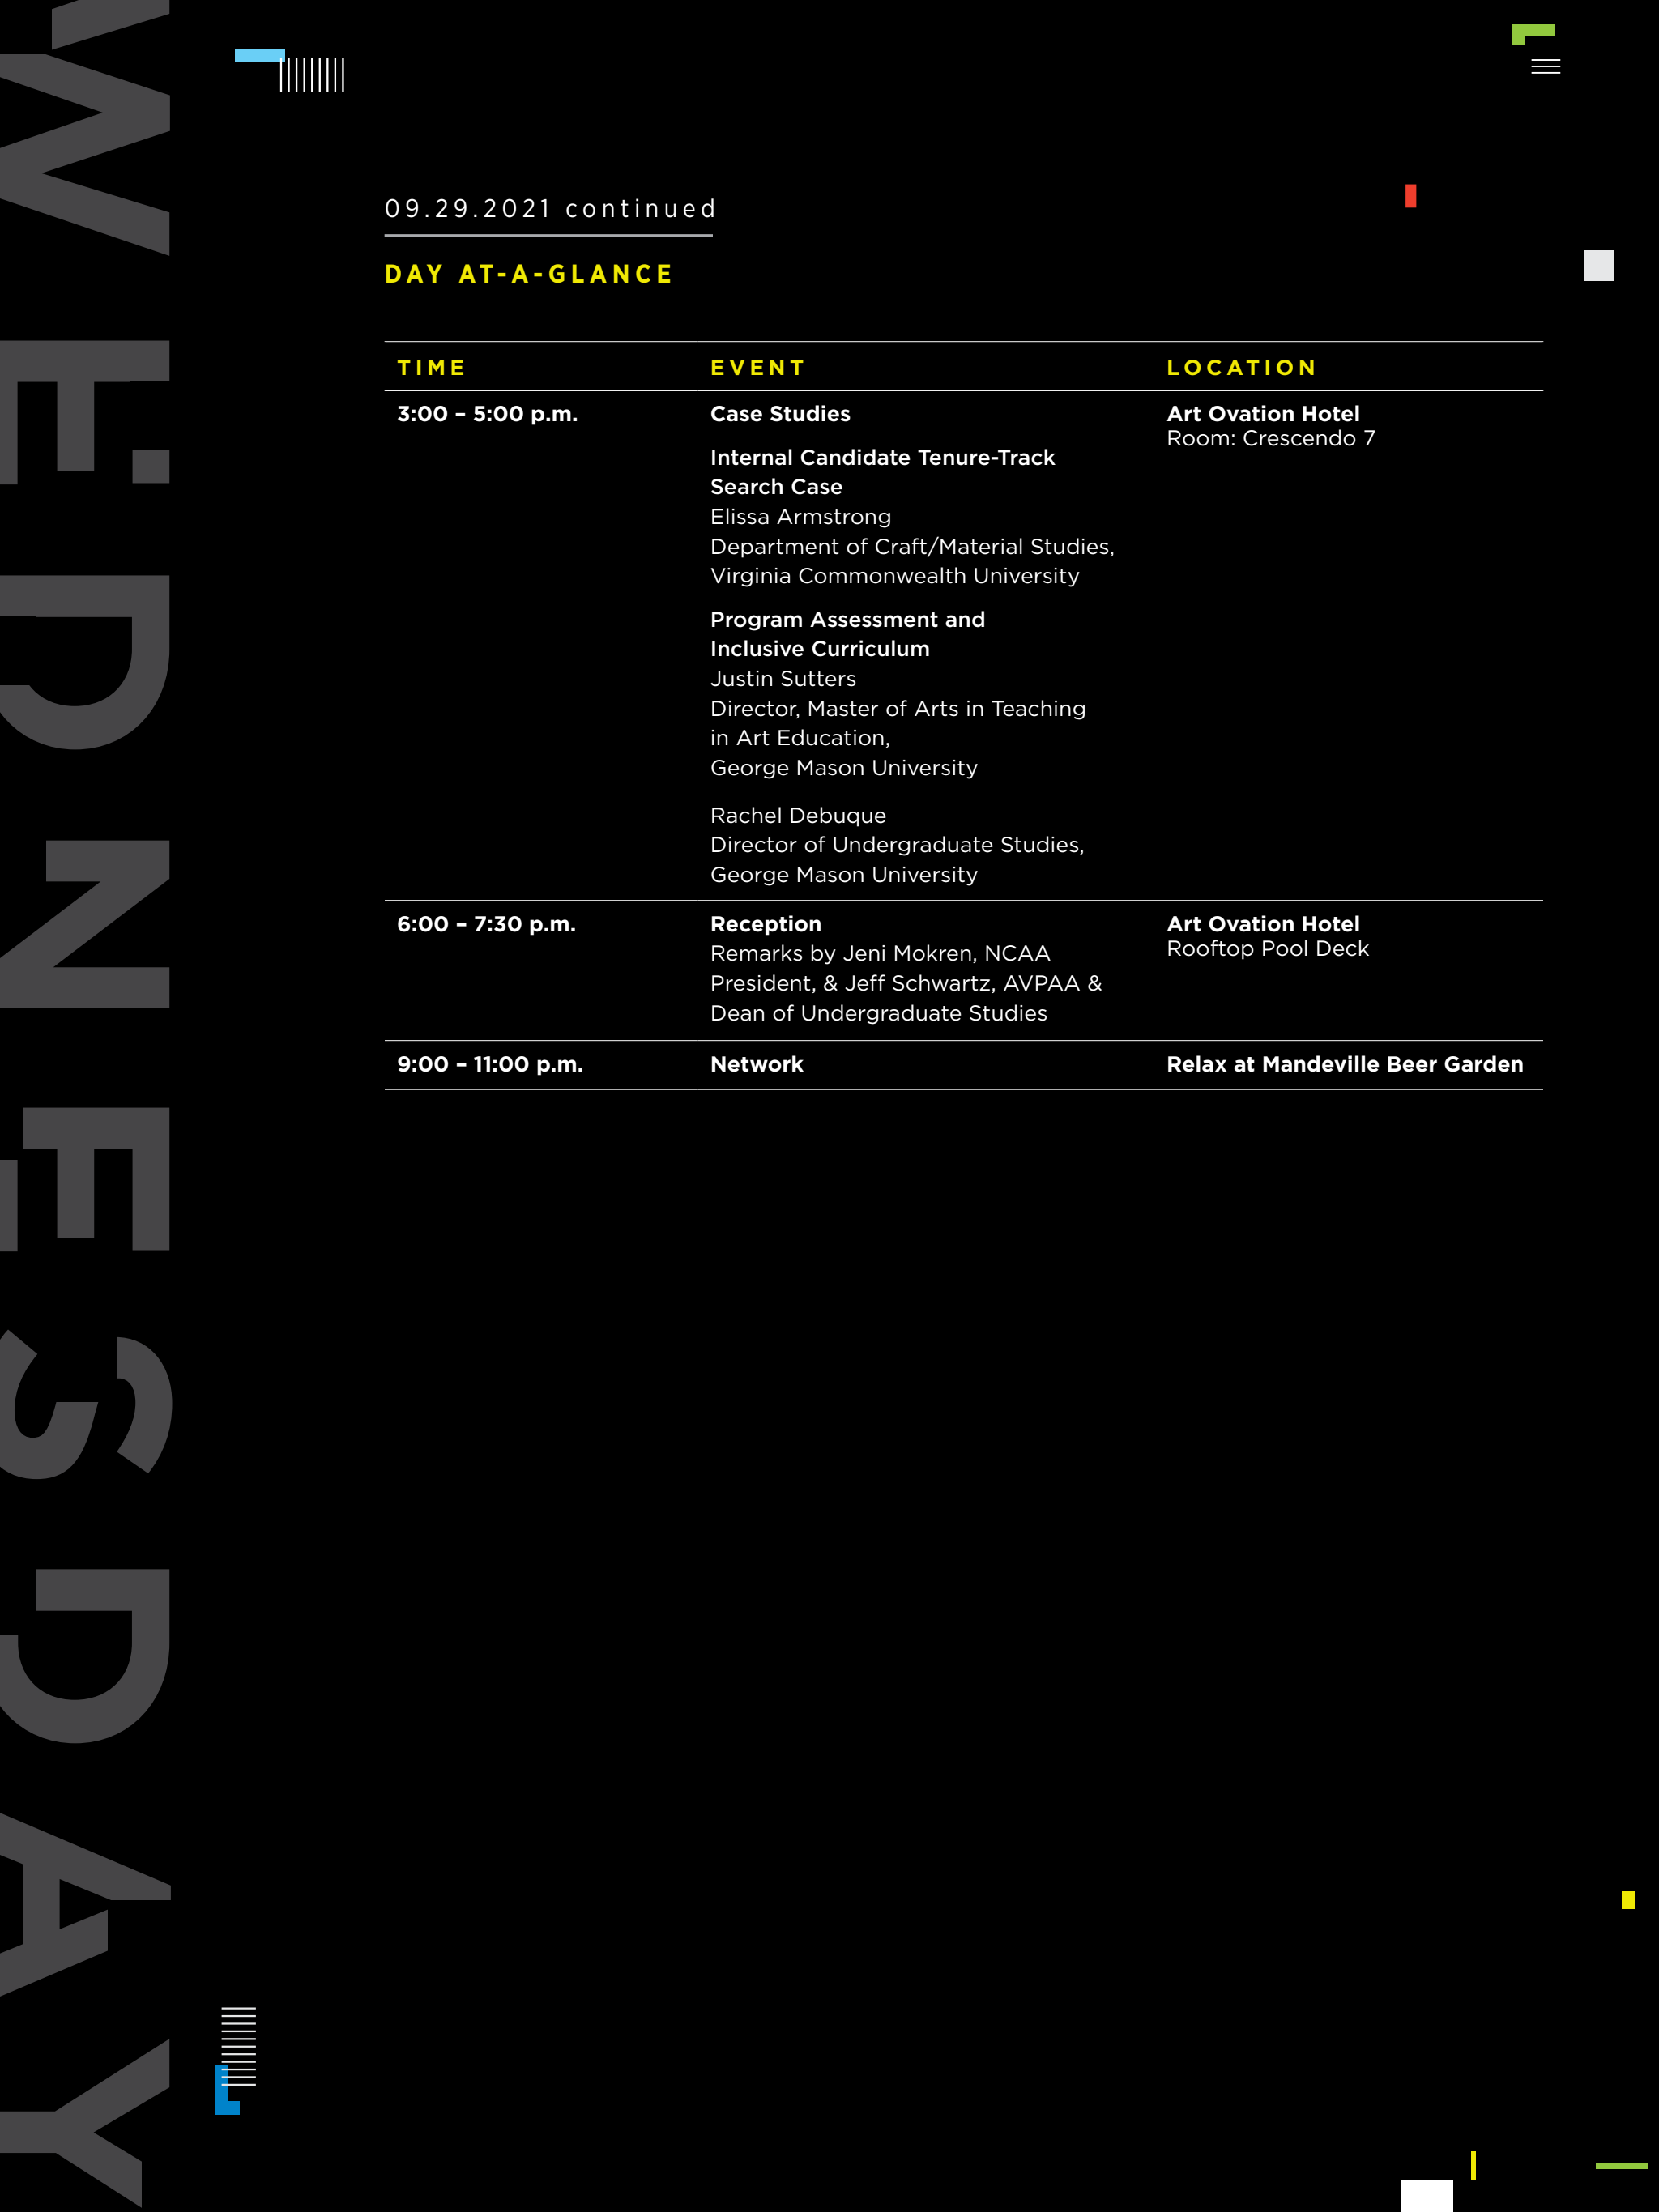 WEDNESDAY
09.29.2021 continued
DAY AT-A-GLANCE
TIME
EVENT
LOCATION
3:00 – 5:00 p.m.
Case Studies
Internal Candidate Tenure-Track
Search Case
Elissa Armstrong
Department of Craft/Material Studies,
Virginia Commonwealth University
Program Assessment and
Inclusive Curriculum
Justin Sutters
Director, Master of Arts in Teaching
in Art Education,
George Mason University
Rachel Debuque
Director of Undergraduate Studies,
George Mason University
Art Ovation Hotel
Room: Crescendo 7
6:00 – 7:30 p.m.
Reception
Remarks by Jeni Mokren, NCAA
President, & Jeff Schwartz, AVPAA &
Dean of Undergraduate Studies
Art Ovation Hotel
Rooftop Pool Deck
9:00 – 11:00 p.m.
Network
Relax at Mandeville Beer Garden